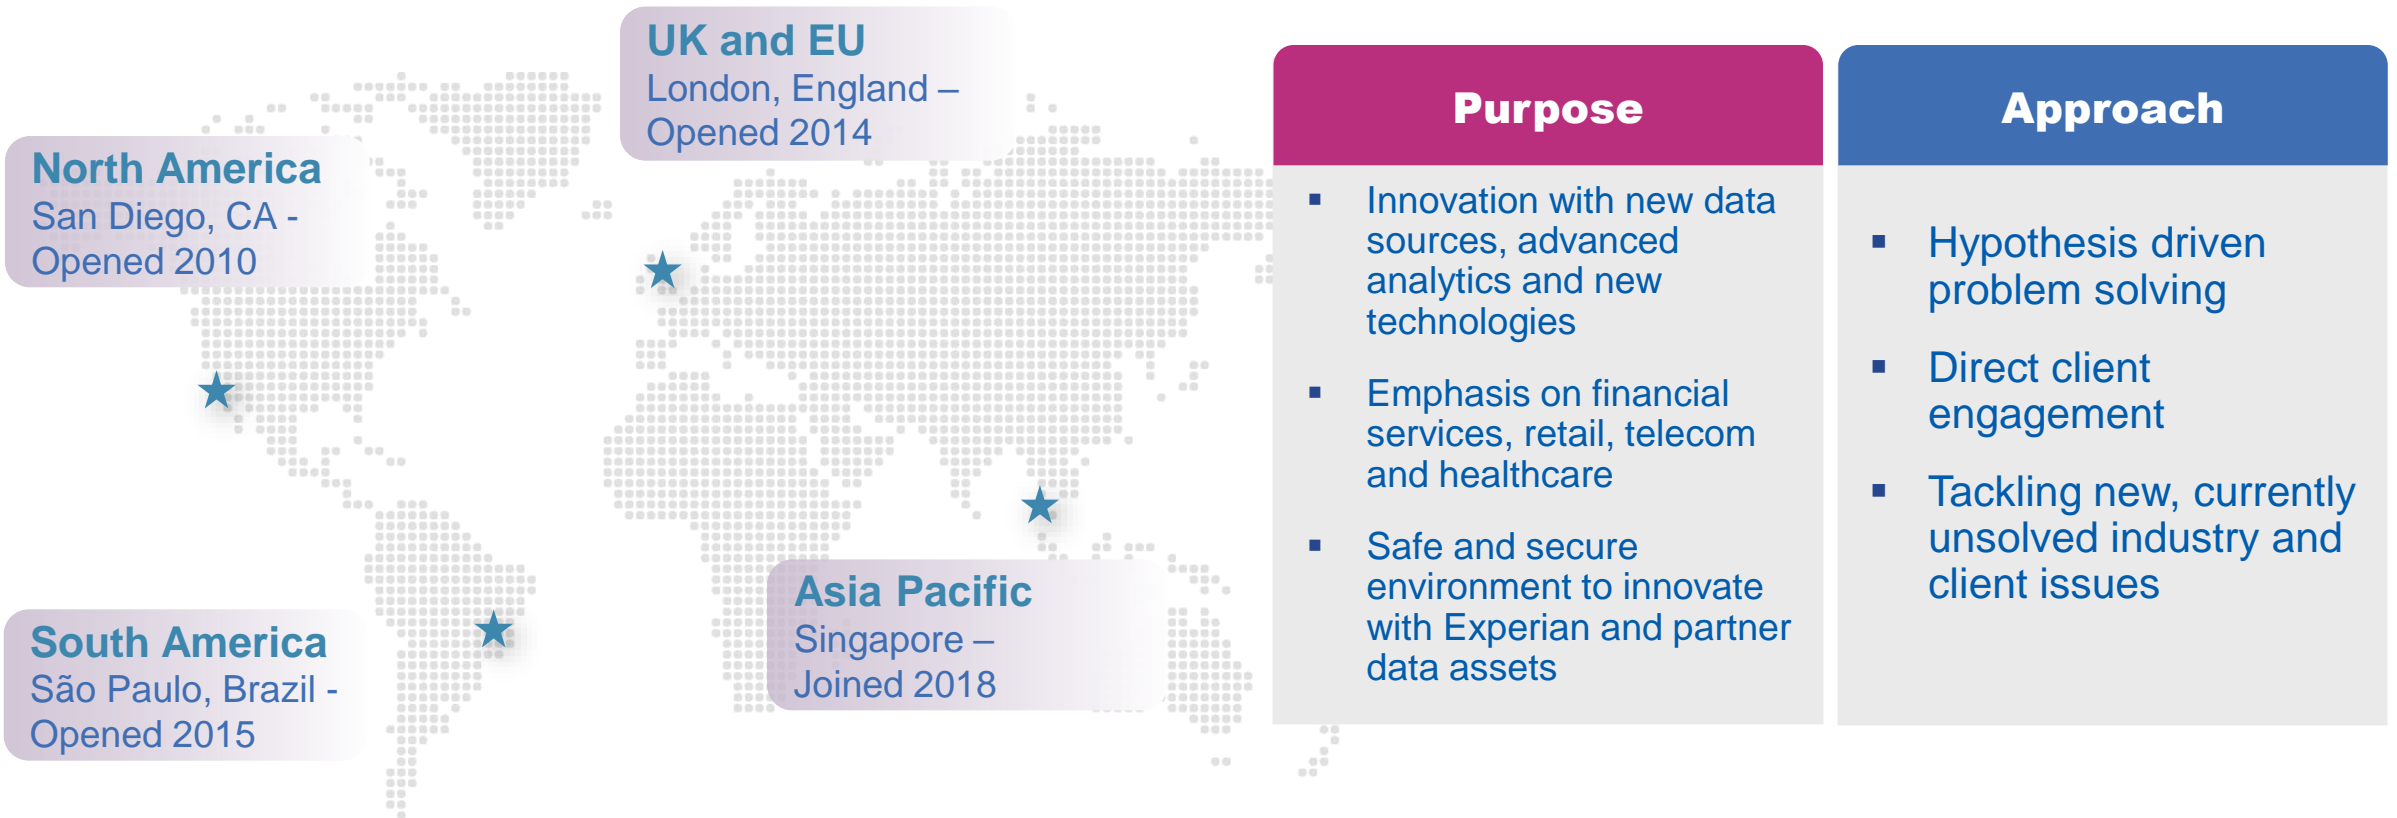 UK and EU
London, England –
Opened 2014
North America
San Diego, CA -
Opened 2010
South America
São Paulo, Brazil -
Opened 2015
Asia Pacific
Singapore –
Joined 2018
Purpose
▪ Innovation with new data
sources, advanced
analytics and new
technologies
▪ Emphasis on financial
services, retail, telecom
and healthcare
▪ Safe and secure
environment to innovate
with Experian and partner
data assets
Approach
▪ Hypothesis driven
problem solving
▪ Direct client
engagement
▪ Tackling new, currently
unsolved industry and
client issues